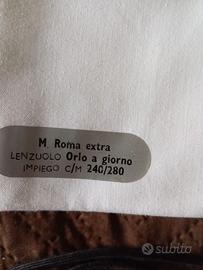 M. Roma extra
LENZUOLO Orlo a giorno
IMPIEGO C/M 240/280
subito